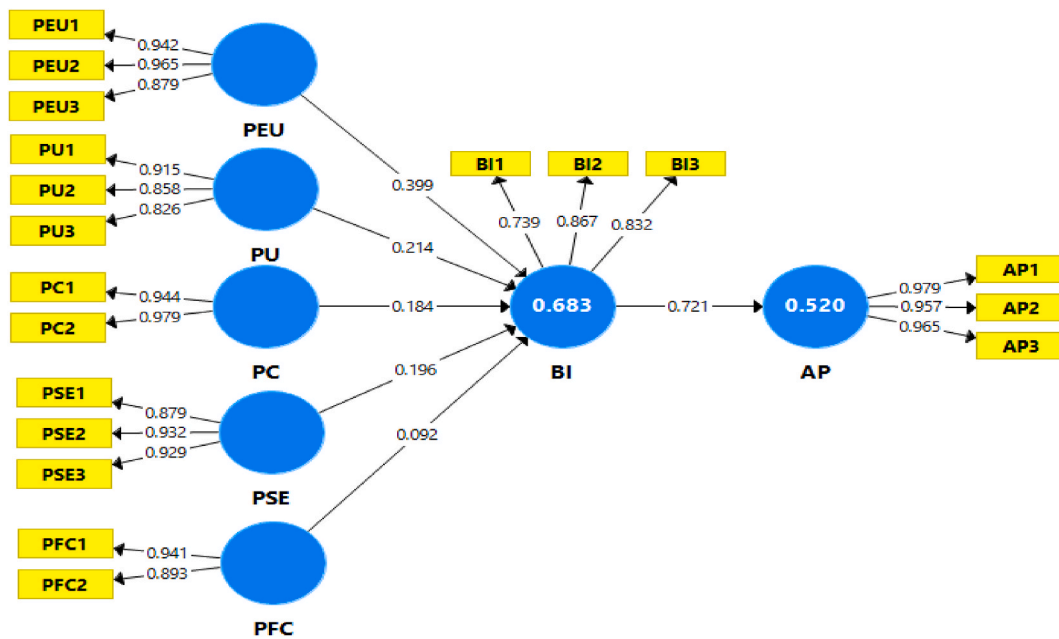 PEU1
0.942
PEU2
0.965
PEU3
0.879
PEU
PU1
0.915
PU2
0.858
PU3
0.826
PU
PC1
0.944
PC2
0.979
PC
PSE1
0.879
PSE2
0.932
PSE3
0.929
PSE
PFC1
0.941
PFC2
0.893
PFC
0.399
0.214
0.184
0.196
0.092
BI1
BI2
BI3
0.739
0.867
0.832
0.683
BI
0.721
0.520
AP
0.979
AP1
0.957
AP2
0.965
AP3